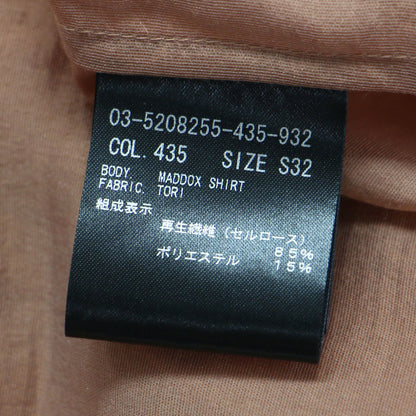 03-5208255-435-932
COL. 435 SIZE S32
BODY. MADDOX SHIRT
FABRIC. TORI
組成表示
再生繊維(セルロース)
85%
ポリエステル
15%